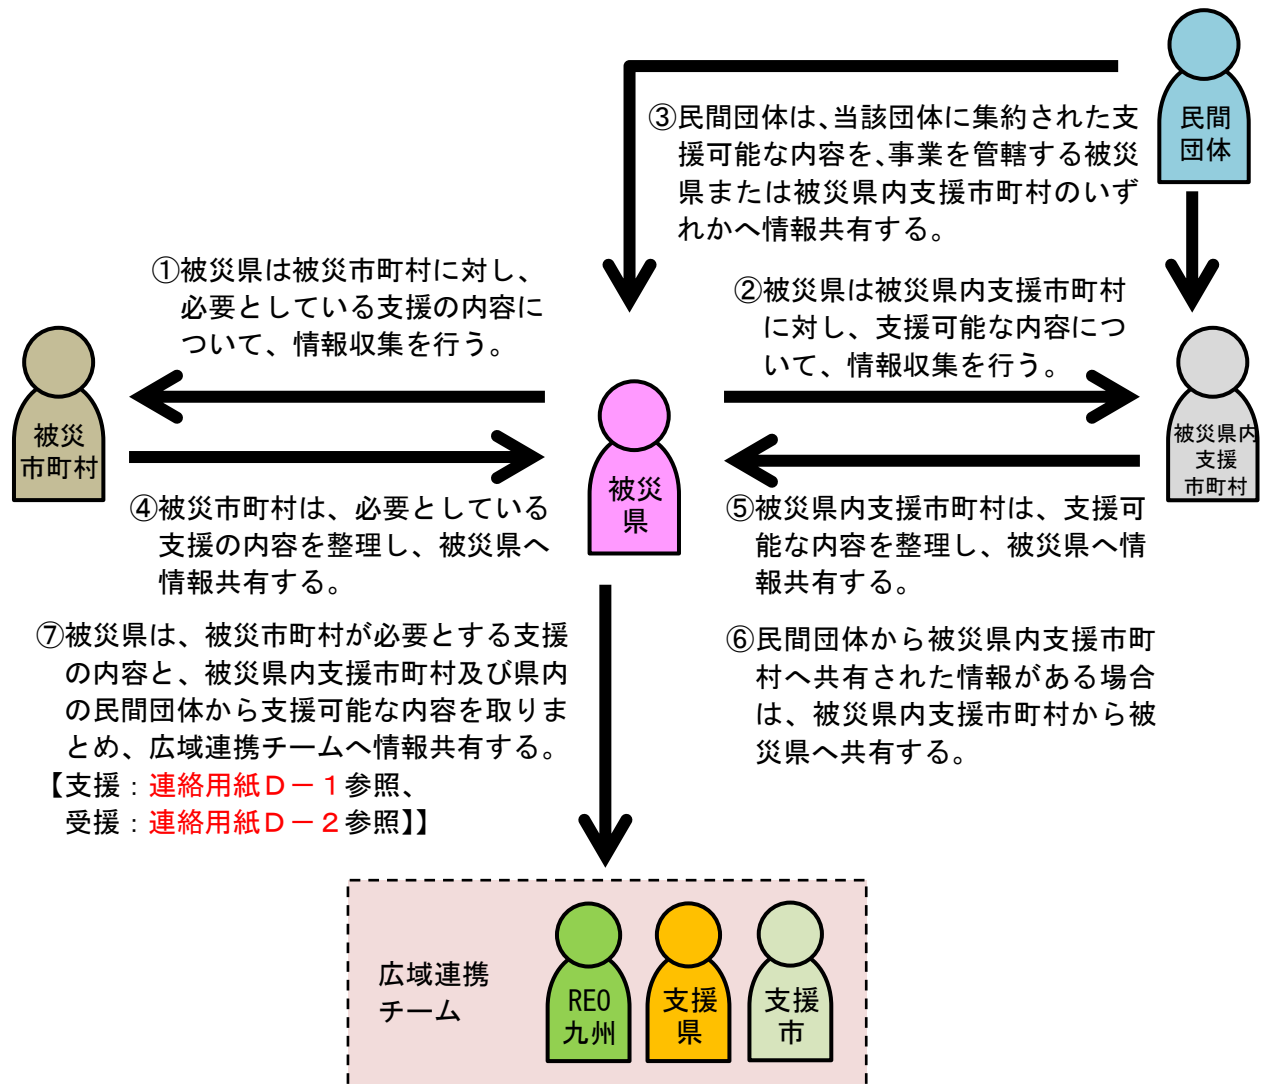 民間
団体
③民間団体は、当該団体に集約された支
援可能な内容を、事業を管轄する被災
県または被災県内支援市町村のいず
れかへ情報共有する。
①被災県は被災市町村に対し、
必要としている支援の内容に
ついて、情報収集を行う。
②被災県は被災県内支援市町村
に対し、支援可能な内容につ
いて、情報収集を行う。
被災
市町村
被災
県
被災県内
支援
市町村
④被災市町村は、必要としている
支援の内容を整理し、被災県へ
情報共有する。
⑤被災県内支援市町村は、支援可
能な内容を整理し、被災県へ情
報共有する。
⑦被災県は、被災市町村が必要とする支援
の内容と、被災県内支援市町村及び県内
の民間団体から支援可能な内容を取りま
とめ、広域連携チームへ情報共有する。
【支援：連絡用紙Ｄ－１参照、
受援：連絡用紙Ｄ－２参照】】
⑥民間団体から被災県内支援市町
村へ共有された情報がある場合
は、被災県内支援市町村から被
災県へ共有する。
広域連携
チーム
REO
九州
支援
県
支援
市